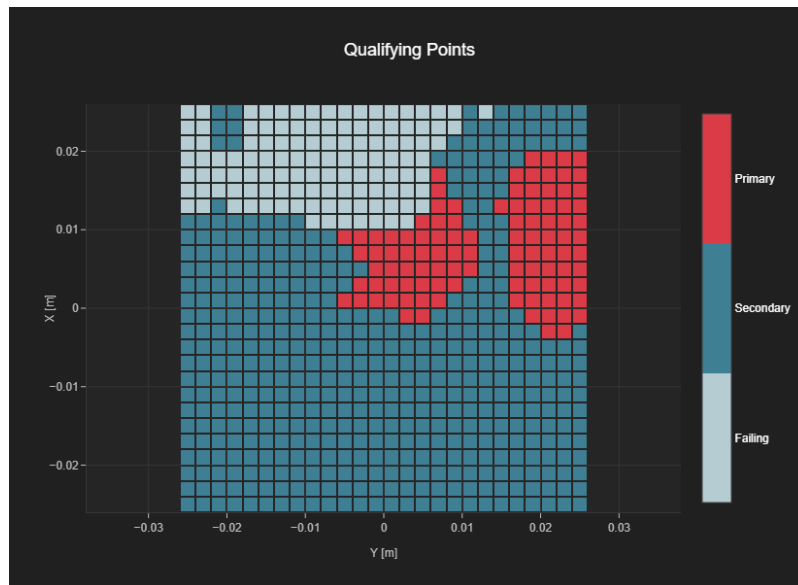 Qualifying Points
0.02
0.01
0
−0.01
−0.02
X [m]
−0.03
−0.02
−0.01
0
0.01
0.02
0.03
Y [m]
Primary
Secondary
Failing